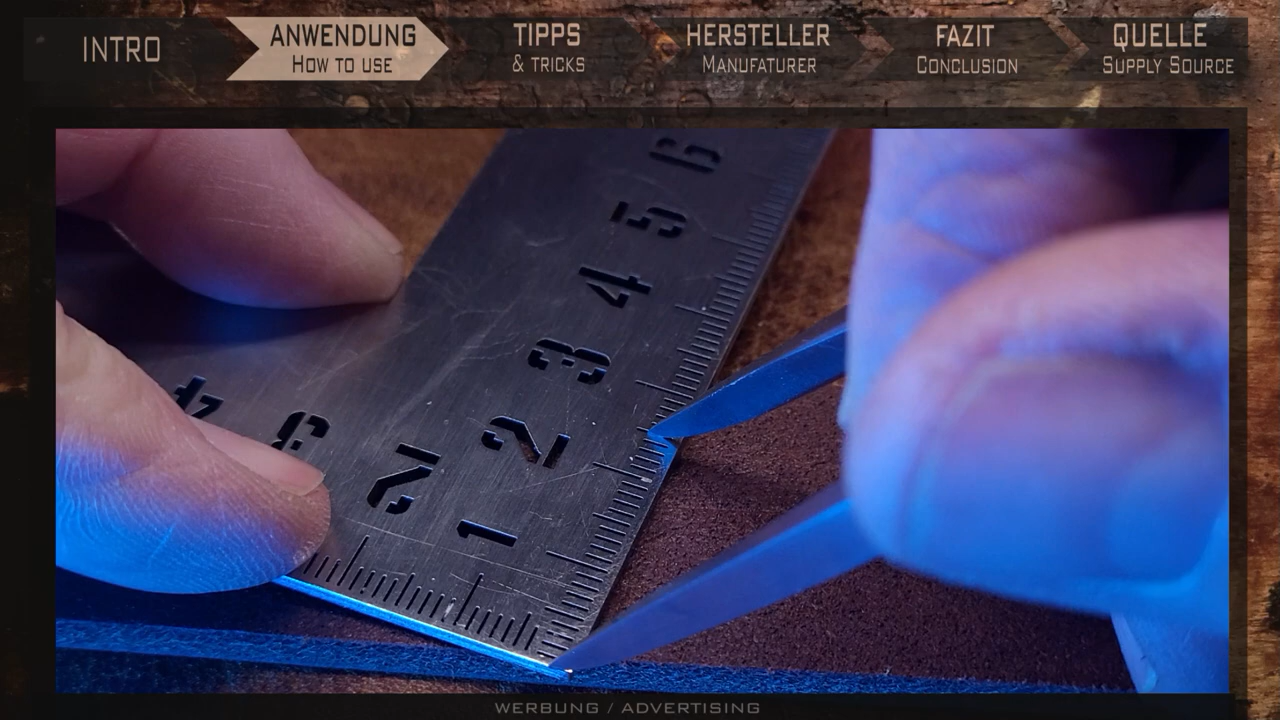 INTRO
ANWENDUNG
HOW TO USE
TIPPS
& TRICKS
HERSTELLER
MANUFATURER
FAZIT
CONCLUSION
QUELLE
SUPPLY SOURCE
6
5
4
3
2
1
4
3
2
WERBUNG / ADVERTISING